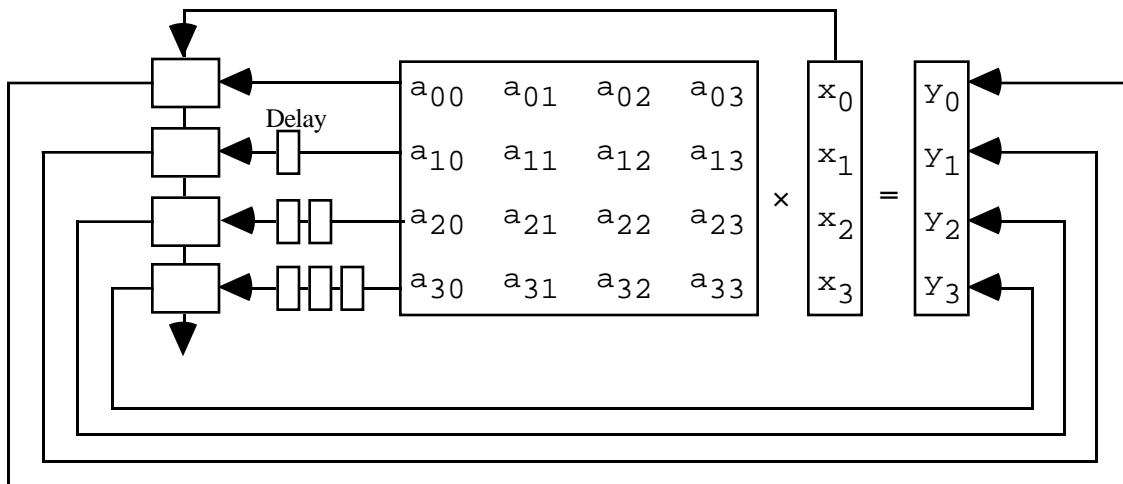 Delay
a00 a01 a02 a03 x0 y0
a10 a11 a12 a13 x1 y1
× =
a20 a21 a22 a23 x2 y2
a30 a31 a32 a33 x3 y3